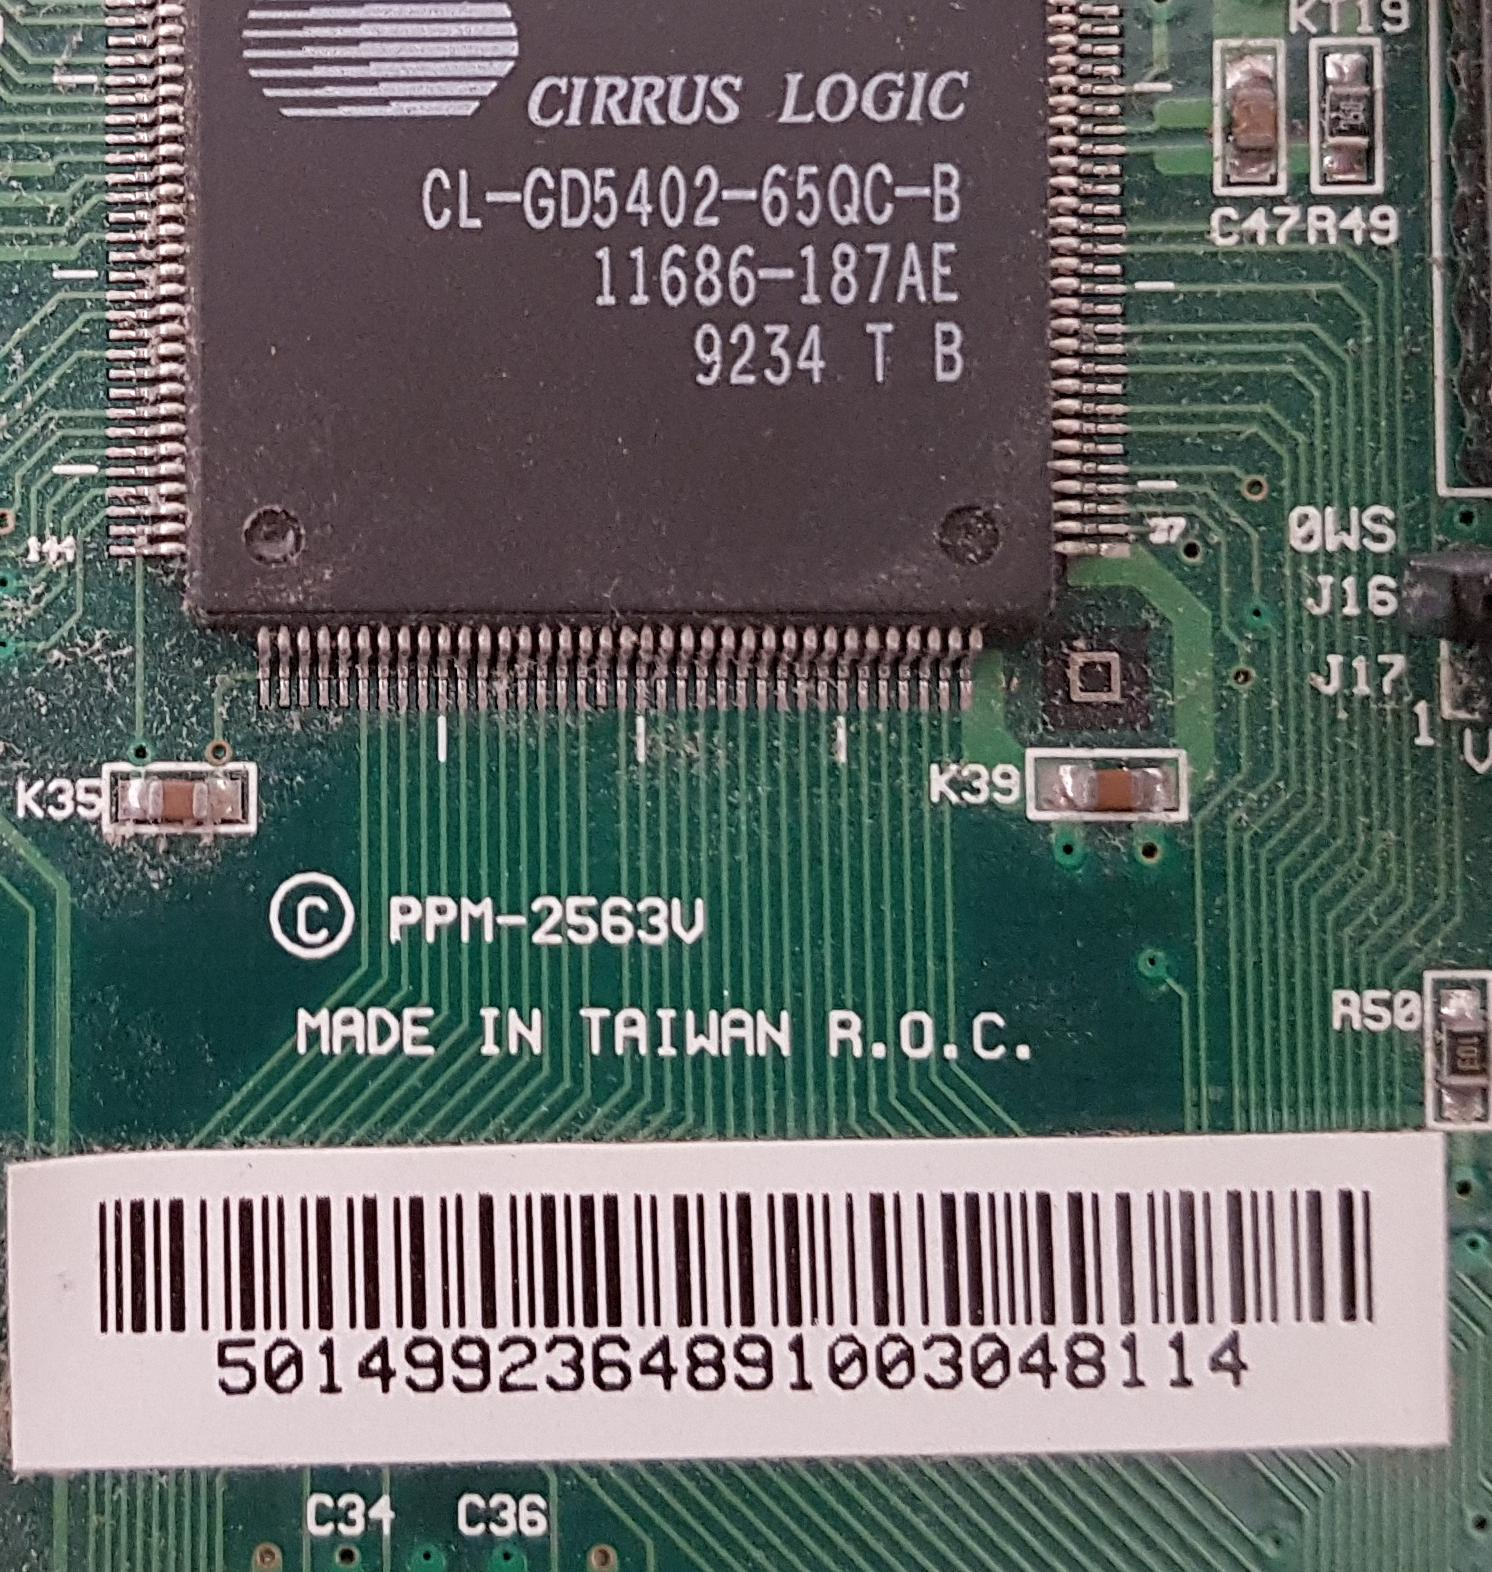 KT19
CIRRUS LOGIC
CL-GD5402-65QC-B
11686-187AE
9234 T B
C47 R49
0WS
J16
J17
1
144
37
K35
K39
© PPM-2563V
MADE IN TAIWAN R.O.C.
R50
103
5014992364891003048114
C34 C36